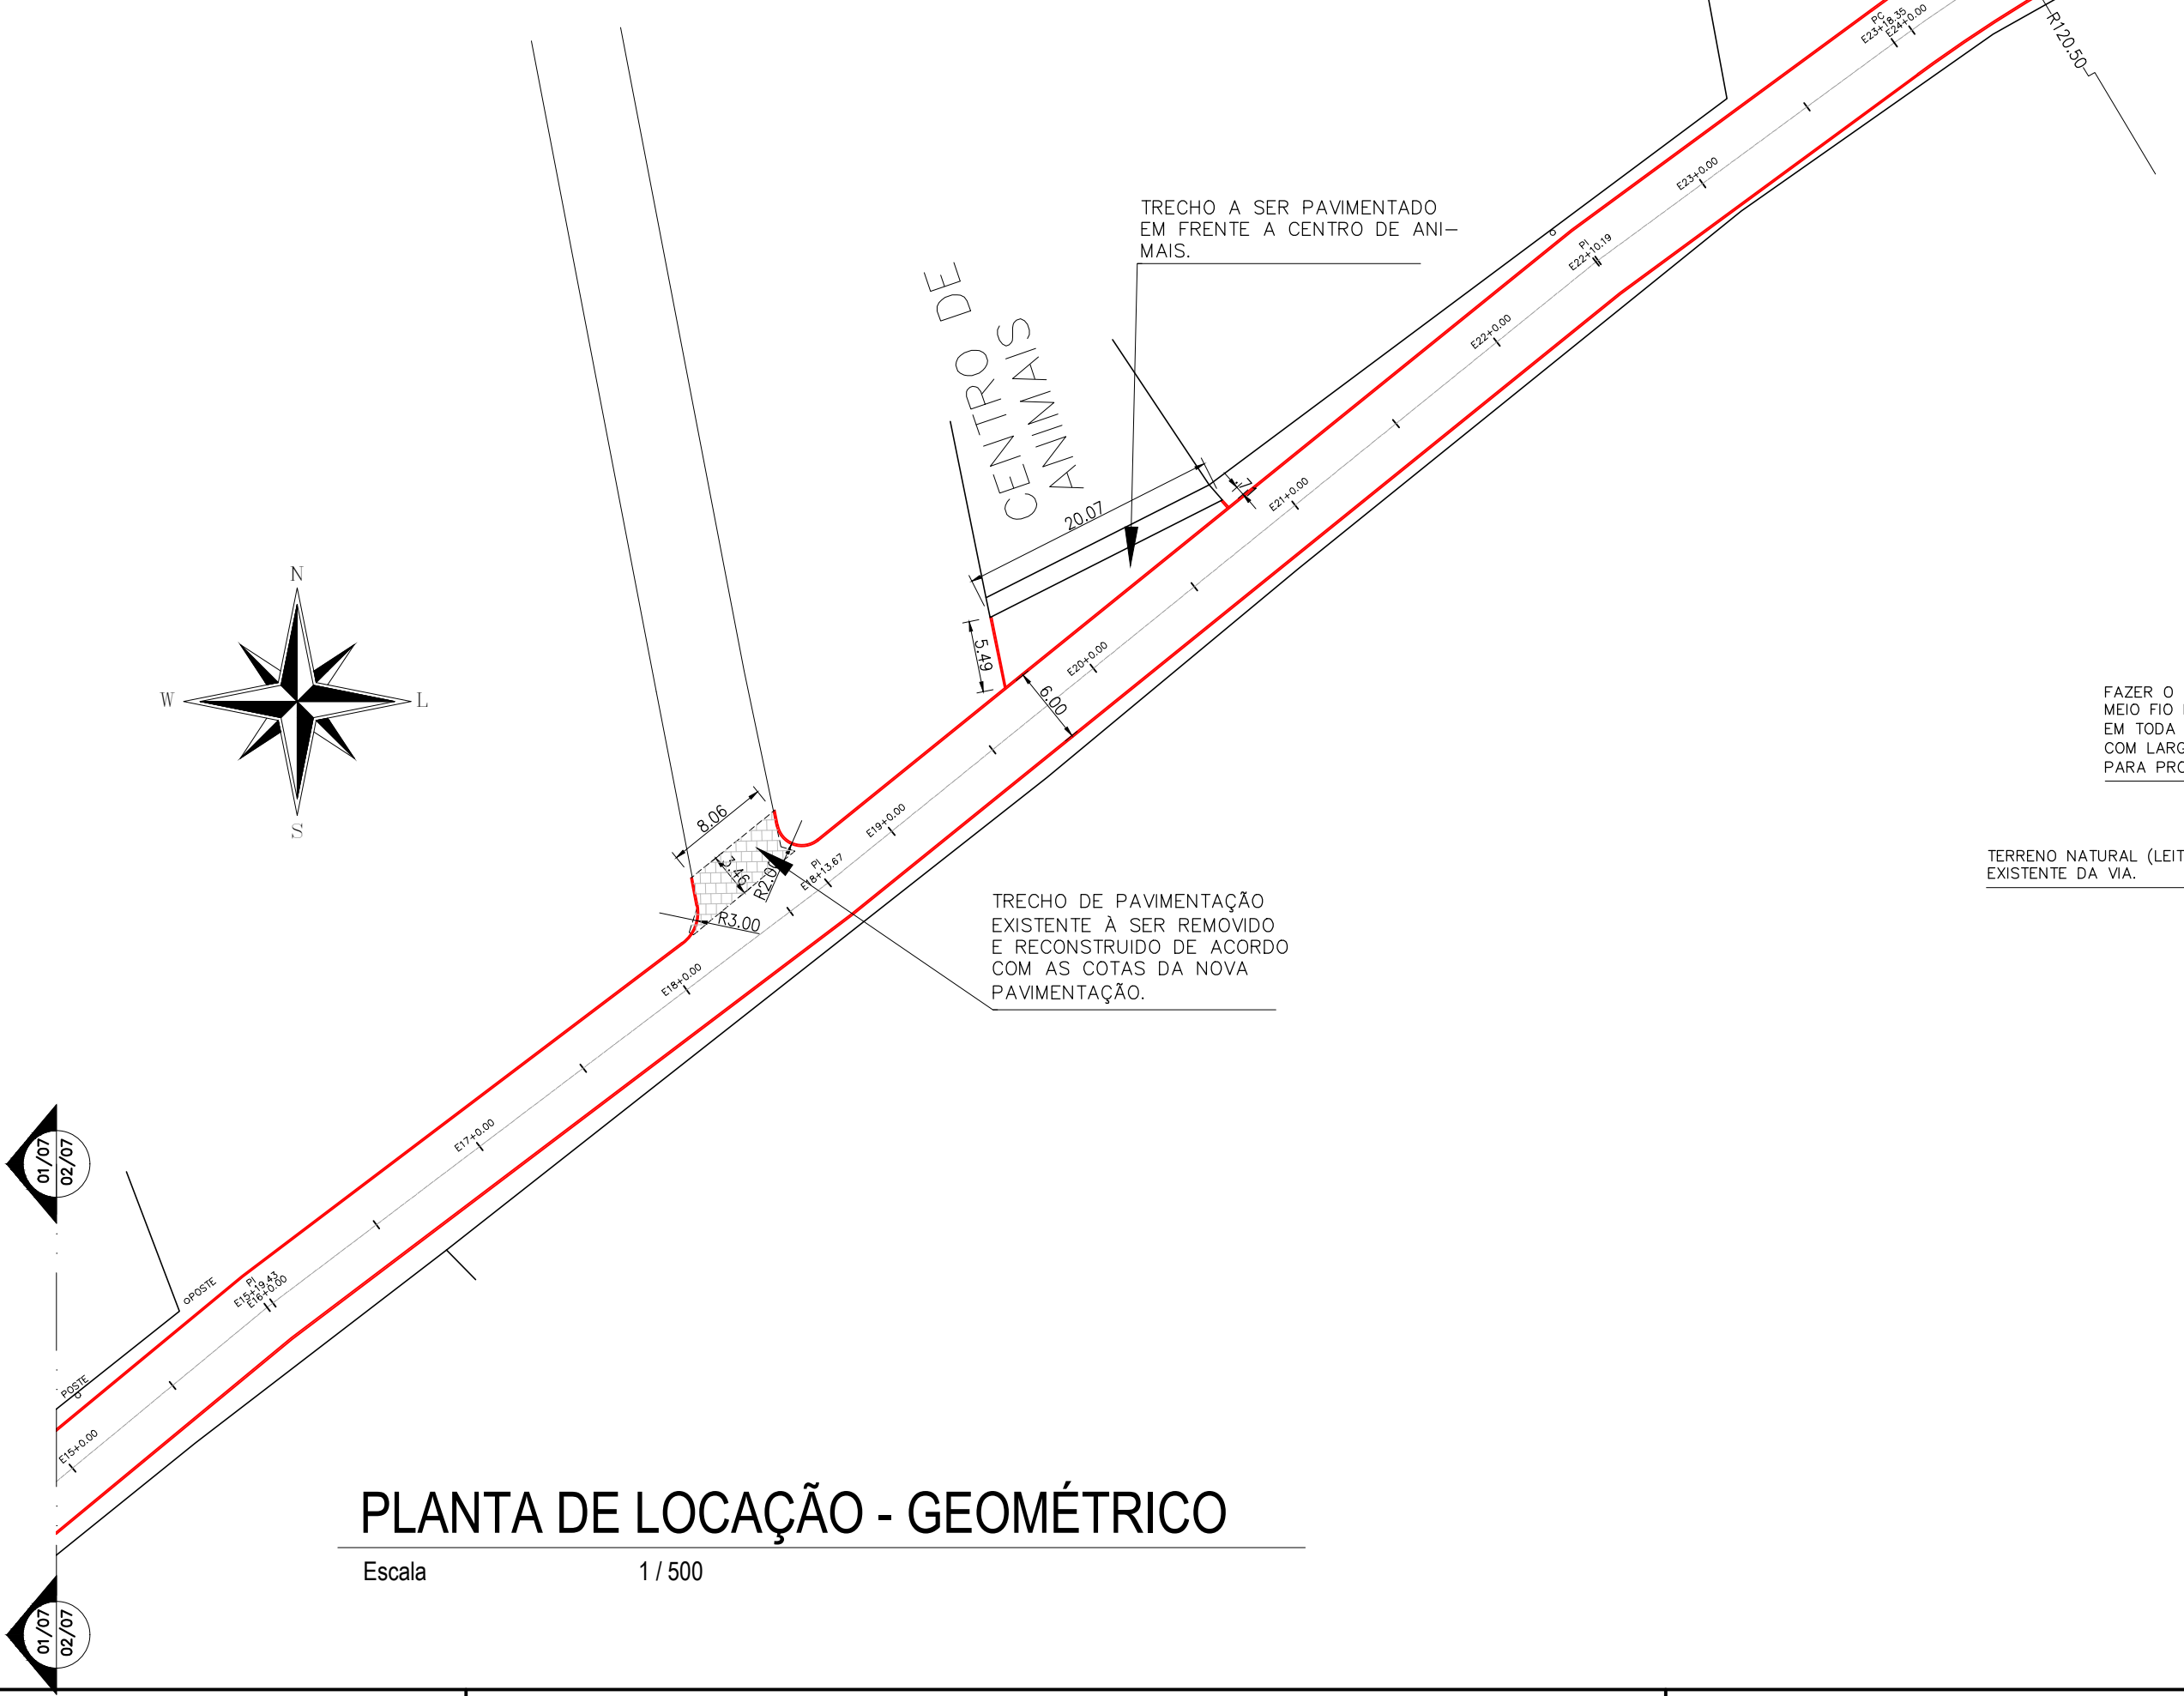 PC
E23+18.35
E24+0.00
R120.50
E23+0.00
TRECHO A SER PAVIMENTADO
EM FRENTE A CENTRO DE ANI-
MAIS.
PI
E22+10.19
E22+0.00
CENTRO DE
ANIMAIS
20.07
E21+0.00
N
W
L
S
5.49
E20+0.00
6.00
FAZER O
MEIO FIO
EM TODA
COM
PARA
8.06
3.46
R2.00
R3.00
E19+0.00
PI
E18+13.67
TERRENO NATURAL
EXISTENTE DA VIA.
TRECHO DE PAVIMENTAÇÃO
EXISTENTE À SER REMOVIDO
E RECONSTRUIDO DE ACORDO
COM AS COTAS DA NOVA
PAVIMENTAÇÃO.
E18+0.00
E17+0.00
01/07
02/07
POSTE
PI
E15+19.43
E16+0.00
POSTE
E15+0.00
PLANTA DE LOCAÇÃO - GEOMÉTRICO
Escala 1 / 500
01/07
02/07